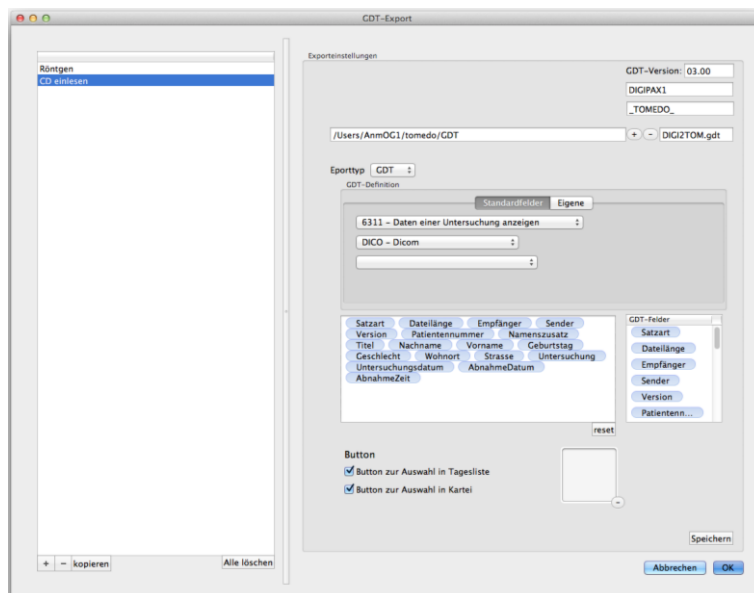 GDT-Export
Röntgen
CD einlesen
+ − kopieren Alle löschen
Exporteinstellungen
GDT-Version: 03.00
DIGIPAX1
_TOMEDO_
/Users/AnmOG1/tomedo/GDT + − DIGI2TOM.gdt
Eporttyp GDT
GDT-Definition
Standardfelder Eigene
6311 – Daten einer Untersuchung anzeigen
DICO – Dicom
Satzart Dateilänge Empfänger Sender
Version Patientennummer Namenszusatz
Titel Nachname Vorname Geburtstag
Geschlecht Wohnort Strasse Untersuchung
Untersuchungsdatum AbnahmeDatum
AbnahmeZeit
GDT-Felder
Satzart
Dateilänge
Empfänger
Sender
Version
Patientenn...
reset
Button
Button zur Auswahl in Tagesliste
Button zur Auswahl in Kartei
−
Speichern
Abbrechen OK